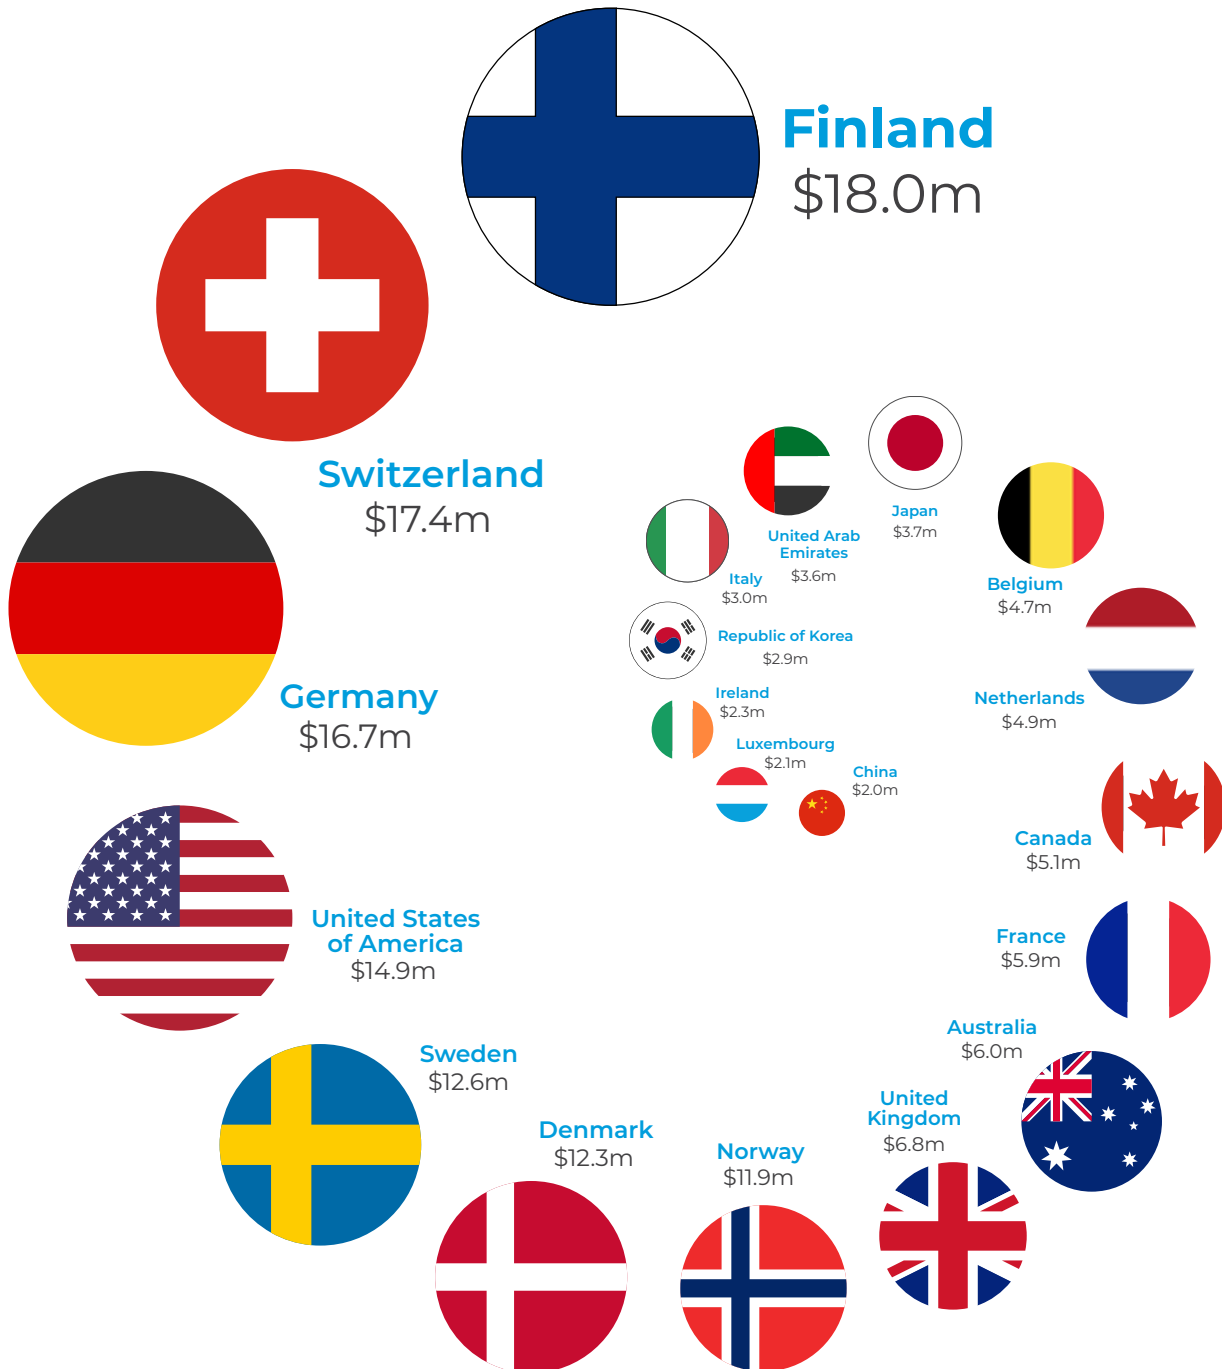 Finland
$18.0m
Switzerland
$17.4m
Germany
$16.7m
United States
of America
$14.9m
Sweden
$12.6m
Denmark
$12.3m
Norway
$11.9m
United
Kingdom
$6.8m
Australia
$6.0m
France
$5.9m
Canada
$5.1m
Netherlands
$4.9m
Belgium
$4.7m
Japan
$3.7m
United Arab
Emirates
$3.6m
Italy
$3.0m
Republic of Korea
$2.9m
Ireland
$2.3m
Luxembourg
$2.1m
China
$2.0m